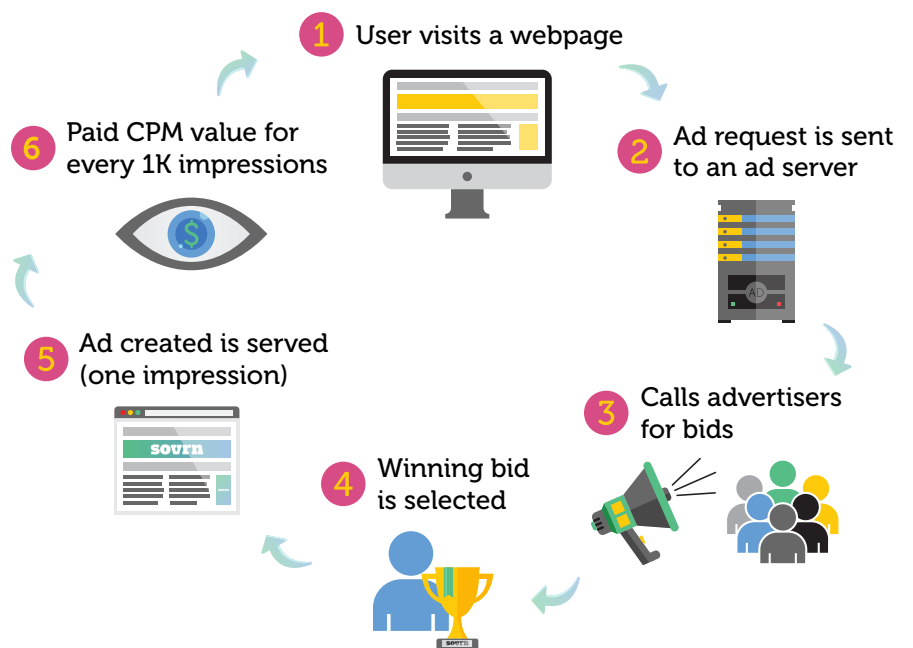 1
User visits a webpage
2
Ad request is sent
to an ad server
AD
3
Calls advertisers
for bids
4
Winning bid
is selected
sovrn
5
Ad created is served
(one impression)
sovrn
6
Paid CPM value for
every 1K impressions
$